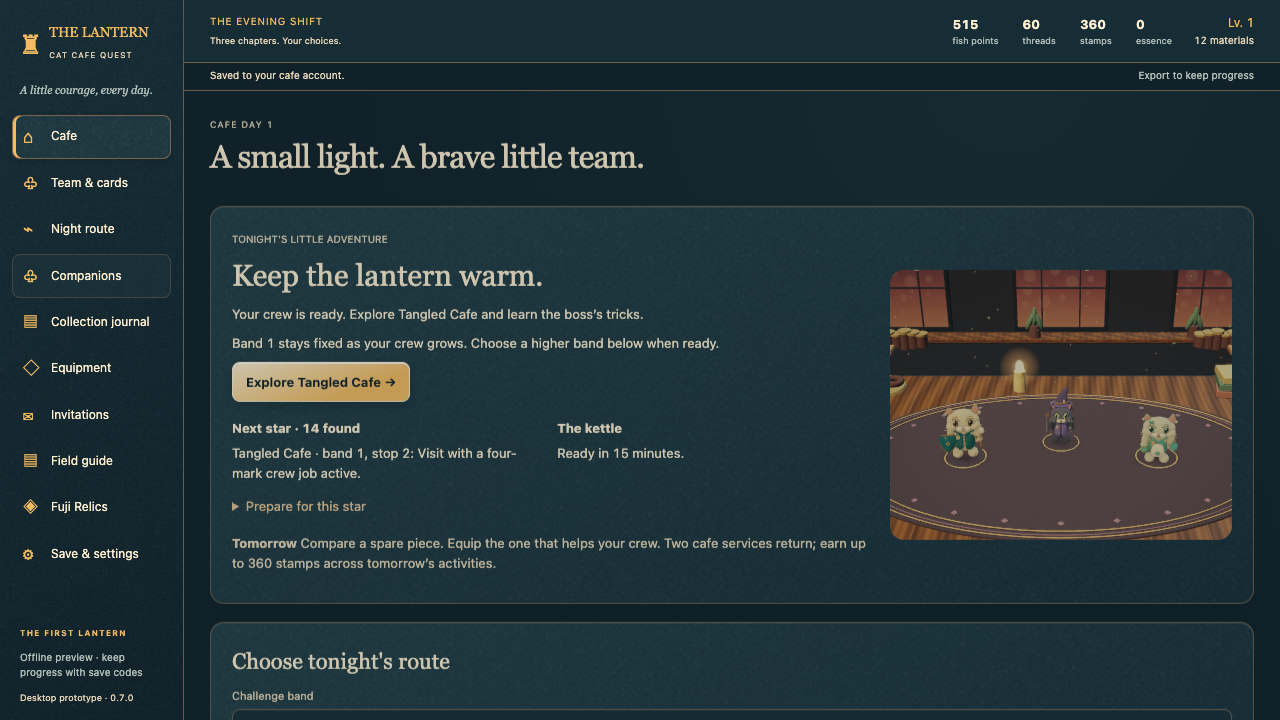 THE LANTERN
CAT CAFE QUEST
A little courage, every day.
Cafe
Team & cards
Night route
Companions
Collection journal
Equipment
Invitations
Field guide
Fuji Relics
Save & settings
THE FIRST LANTERN
Offline preview · keep
progress with save codes
Desktop prototype · 0.7.0
THE EVENING SHIFT
Three chapters. Your choices.
515
fish points
60
threads
360
stamps
0
essence
Lv. 1
12 materials
Saved to your cafe account.
Export to keep progress
CAFE DAY 1
A small light. A brave little team.
TONIGHT'S LITTLE ADVENTURE
Keep the lantern warm.
Your crew is ready. Explore Tangled Cafe and learn the boss’s tricks.
Band 1 stays fixed as your crew grows. Choose a higher band below when ready.
Explore Tangled Cafe →
Next star · 14 found
Tangled Cafe · band 1, stop 2: Visit with a four-
mark crew job active.
The kettle
Ready in 15 minutes.
Prepare for this star
Tomorrow Compare a spare piece. Equip the one that helps your crew. Two cafe services return; earn up
to 360 stamps across tomorrow’s activities.
Choose tonight's route
Challenge band